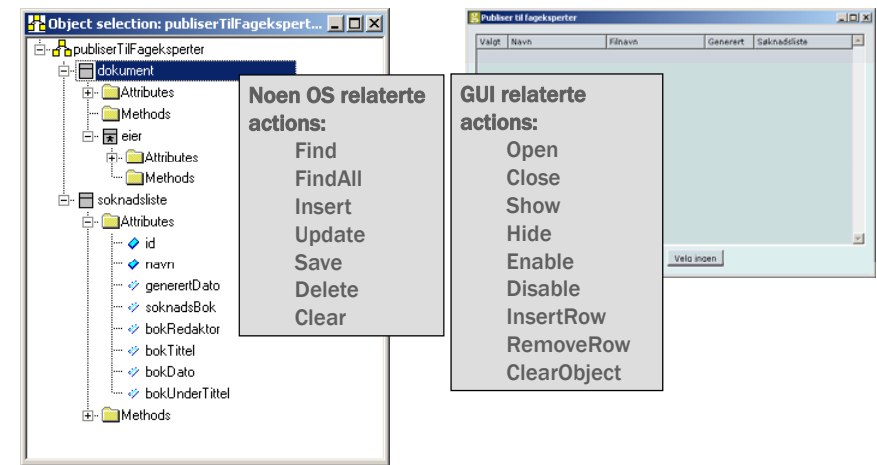 Object selection: publiserTilFagekspert...
publiserTilFageksperter
dokument
Attributes
Methods
eier
Attributes
Methods
soknadsliste
Attributes
id
navn
generertDato
soknadsBok
bokRedaktor
bokTittel
bokDato
bokUnderTittel
Methods
Noen OS relaterte
actions:
Find
FindAll
Insert
Update
Save
Delete
Clear
GUI relaterte
actions:
Open
Close
Show
Hide
Enable
Disable
InsertRow
RemoveRow
ClearObject
Publiser til fageksperter
Valgt Navn Filnavn Generert Søknadsliste
Velg ingen